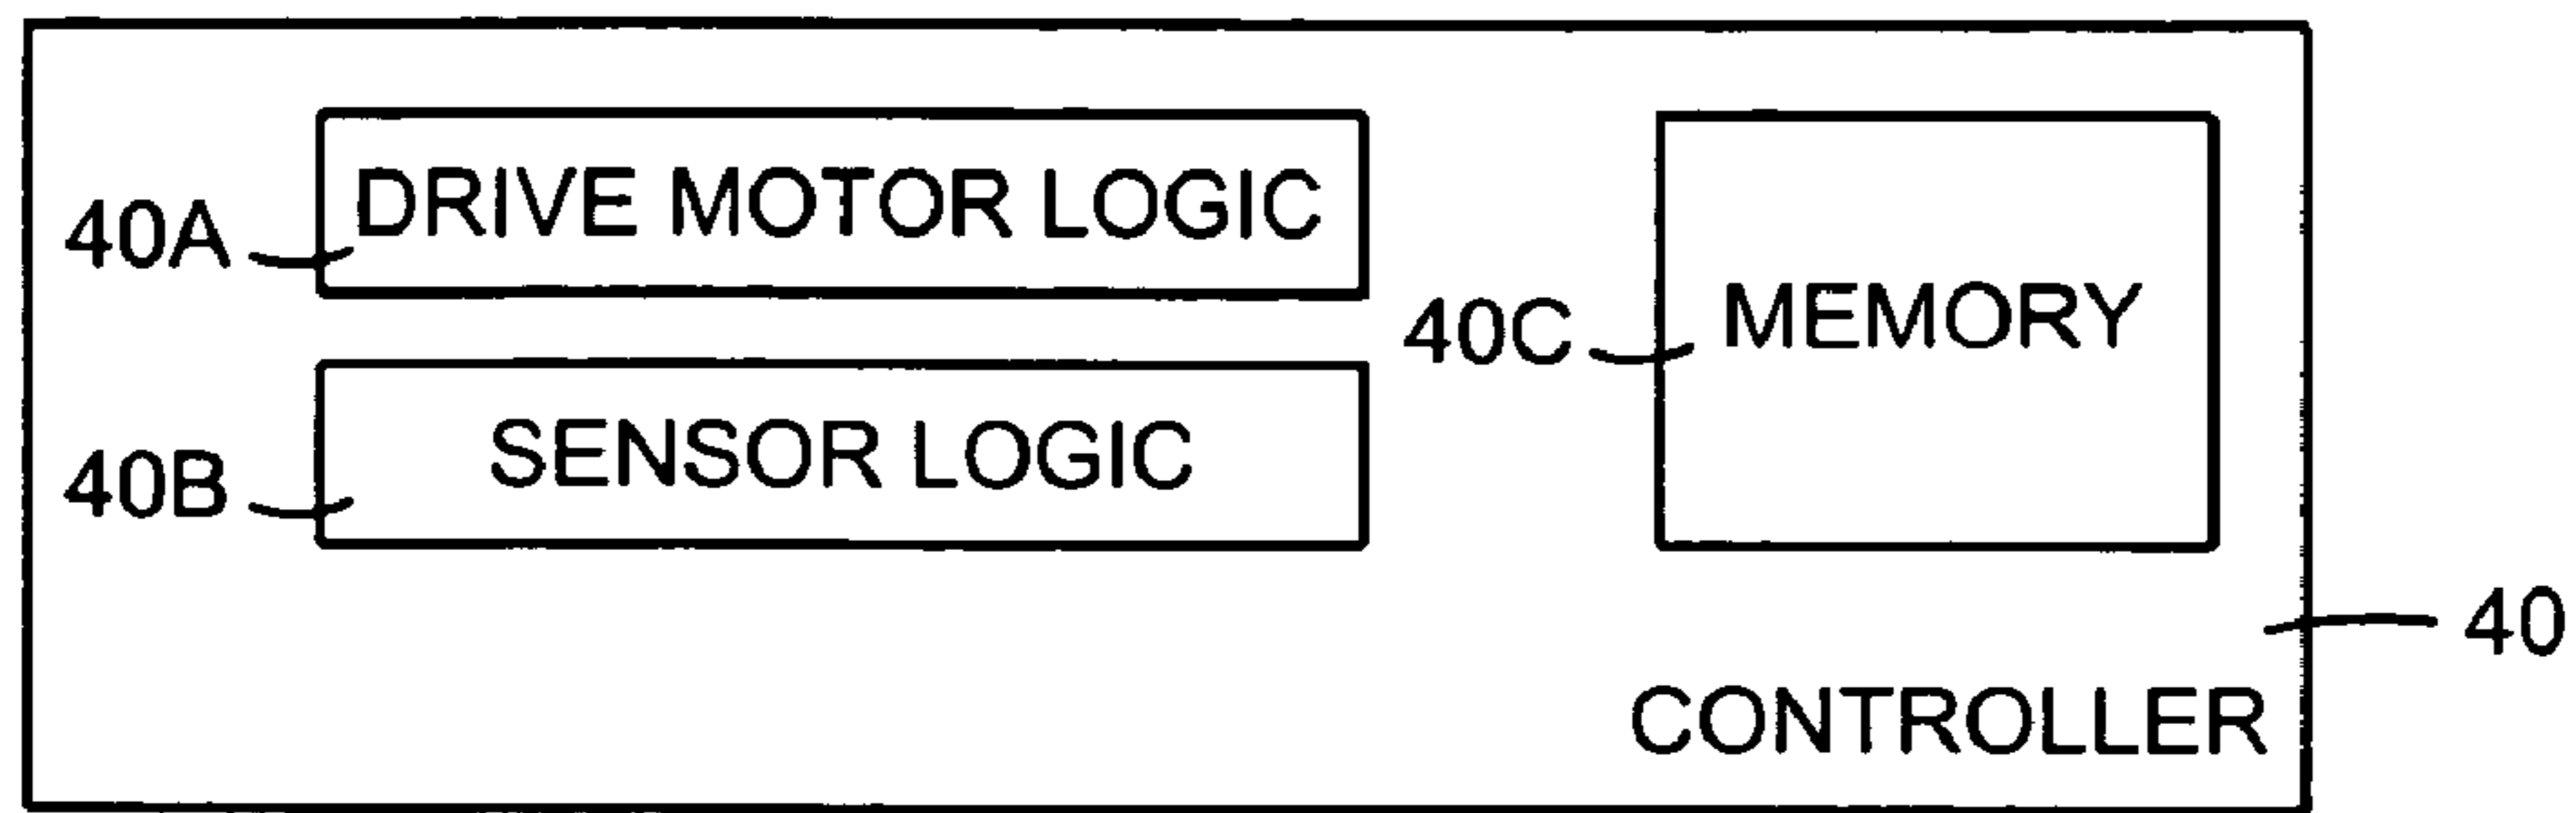 40A
DRIVE MOTOR LOGIC
40B
SENSOR LOGIC
40C
MEMORY
40
CONTROLLER